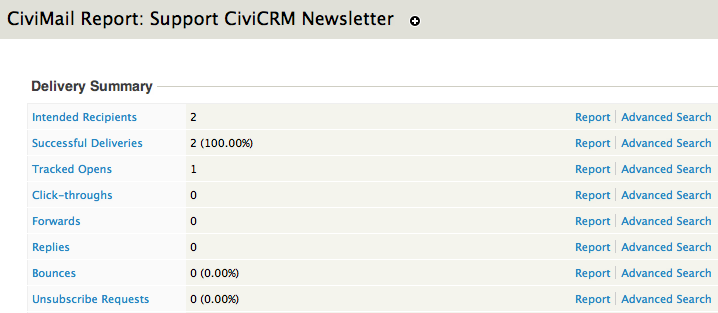 CiviMail Report: Support CiviCRM Newsletter
Delivery Summary
Intended Recipients 2 Report Advanced Search
Successful Deliveries 2 (100.00%) Report Advanced Search
Tracked Opens 1 Report Advanced Search
Click-throughs 0 Report Advanced Search
Forwards 0 Report Advanced Search
Replies 0 Report Advanced Search
Bounces 0 (0.00%) Report Advanced Search
Unsubscribe Requests 0 (0.00%) Report Advanced Search